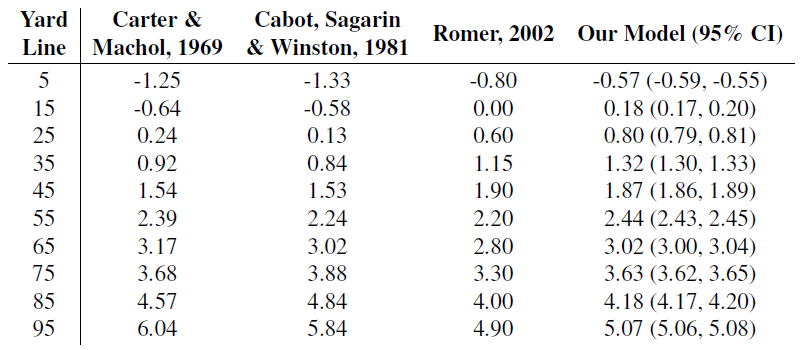 Yard Line Carter & Machol, 1969 Cabot, Sagarin & Winston, 1981 Romer, 2002 Our Model (95% CI)
5 -1.25 -1.33 -0.80 -0.57 (-0.59, -0.55)
15 -0.64 -0.58 0.00 0.18 (0.17, 0.20)
25 0.24 0.13 0.60 0.80 (0.79, 0.81)
35 0.92 0.84 1.15 1.32 (1.30, 1.33)
45 1.54 1.53 1.90 1.87 (1.86, 1.89)
55 2.39 2.24 2.20 2.44 (2.43, 2.45)
65 3.17 3.02 2.80 3.02 (3.00, 3.04)
75 3.68 3.88 3.30 3.63 (3.62, 3.65)
85 4.57 4.84 4.00 4.18 (4.17, 4.20)
95 6.04 5.84 4.90 5.07 (5.06, 5.08)